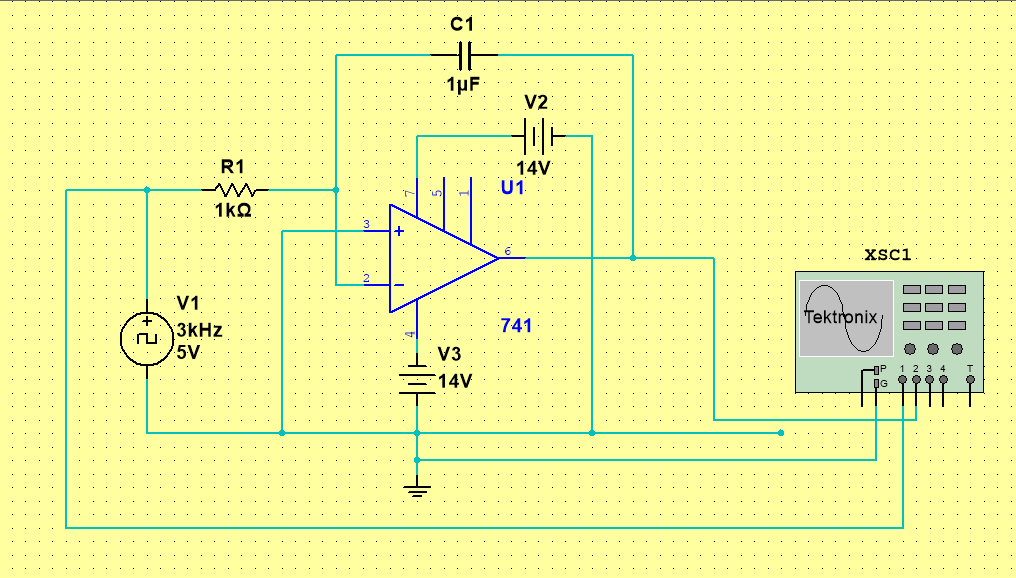 C1
1µF
V2
14V
R1
1kΩ
U1
7
5
1
3
2
6
4
741
V1
3kHz
5V
V3
14V
XSC1
Tektronix
P
G
1 2 3 4 T